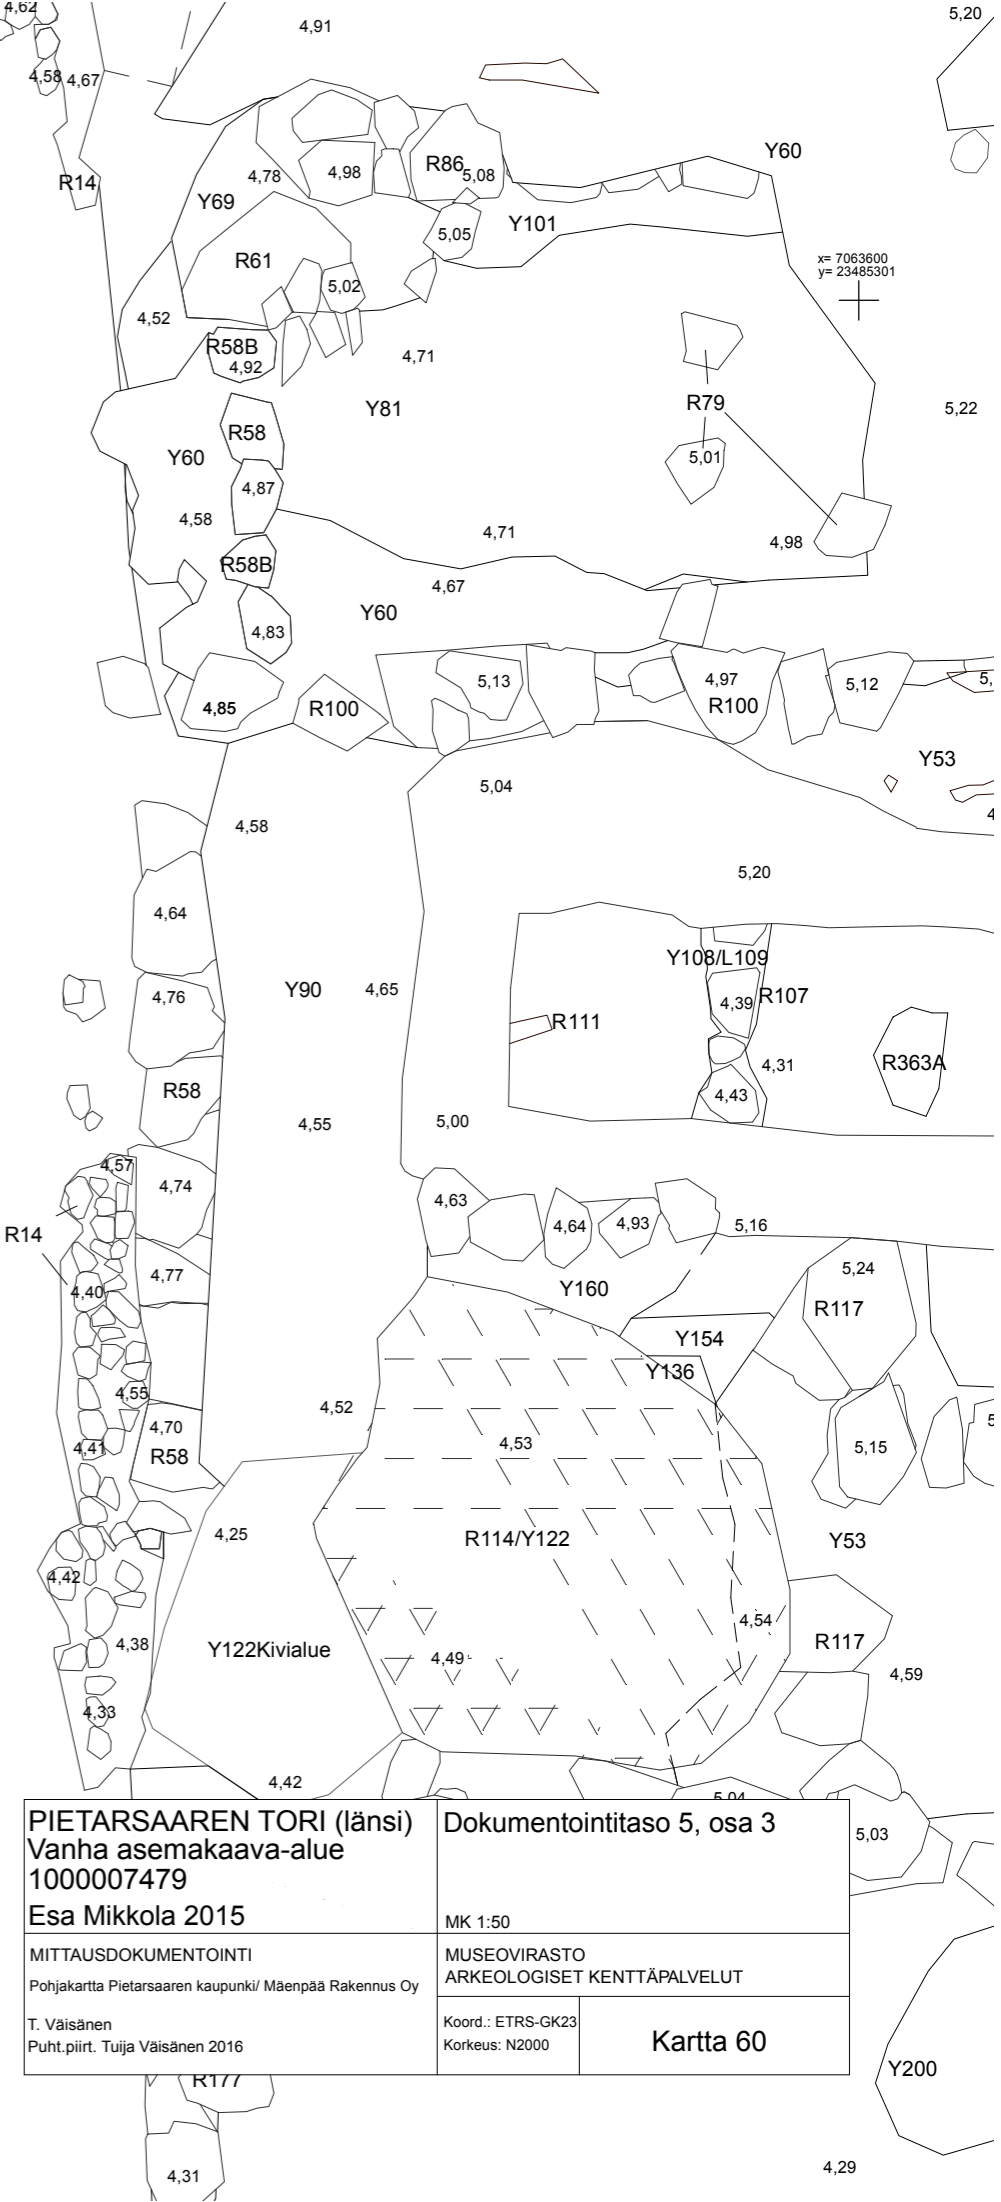 4,62
4,91
5,20
4,58
4,67
R14
4,78
4,98
R86
5,08
Y60
Y69
5,05
Y101
R61
x= 7063600
y= 23485301
5,02
4,52
R58B
4,92
4,71
Y81
R79
5,22
R58
Y60
5,01
4,87
4,58
4,71
4,98
R58B
4,67
Y60
4,83
5,13
4,97
5,12
4,85
R100
R100
Y53
5,04
4,58
5,20
4,64
Y108/L109
4,76
Y90
4,65
4,39
R107
R111
R363A
4,31
R58
4,43
4,55
5,00
4,57
4,74
4,63
4,64
4,93
5,16
R14
4,77
5,24
4,40
Y160
R117
Y154
Y136
4,55
4,52
4,70
4,53
4,41
R58
5,15
4,25
R114/Y122
Y53
4,42
4,54
4,38
Y122Kivialue
4,49
R117
4,59
4,33
4,42
5,04
PIETARSAAREN TORI (länsi)
Vanha asemakaava-alue
1000007479
Esa Mikkola 2015
Dokumentointitaso 5, osa 3
MK 1:50
5,03
MITTAUSDOKUMENTOINTI
Pohjakartta Pietarsaaren kaupunki/ Mäenpää Rakennus Oy
T. Väisänen
Puht.piirt. Tuija Väisänen 2016
MUSEOVIRASTO
ARKEOLOGISET KENTTÄPALVELUT
Koord.: ETRS-GK23
Korkeus: N2000
Kartta 60
R177
Y200
4,31
4,29